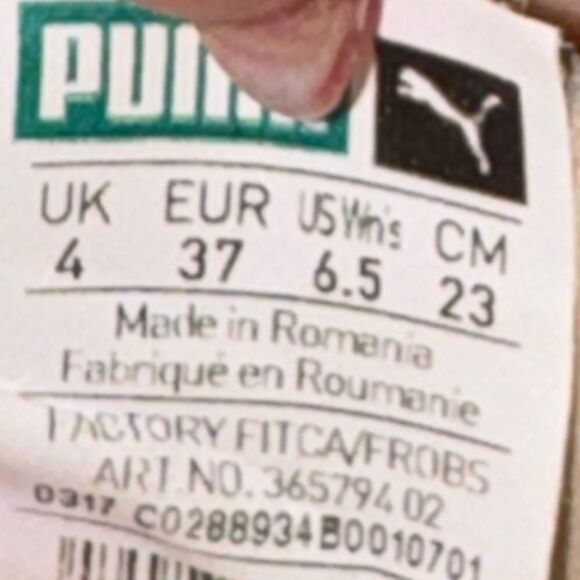 PUMA
UK EUR US Wn's CM
4 37 6.5 23
Made in Romania
Fabriqué en Roumanie
FACTORY FITCA/FROBS
ART.NO. 365794 02
0317 C0288934B0010701